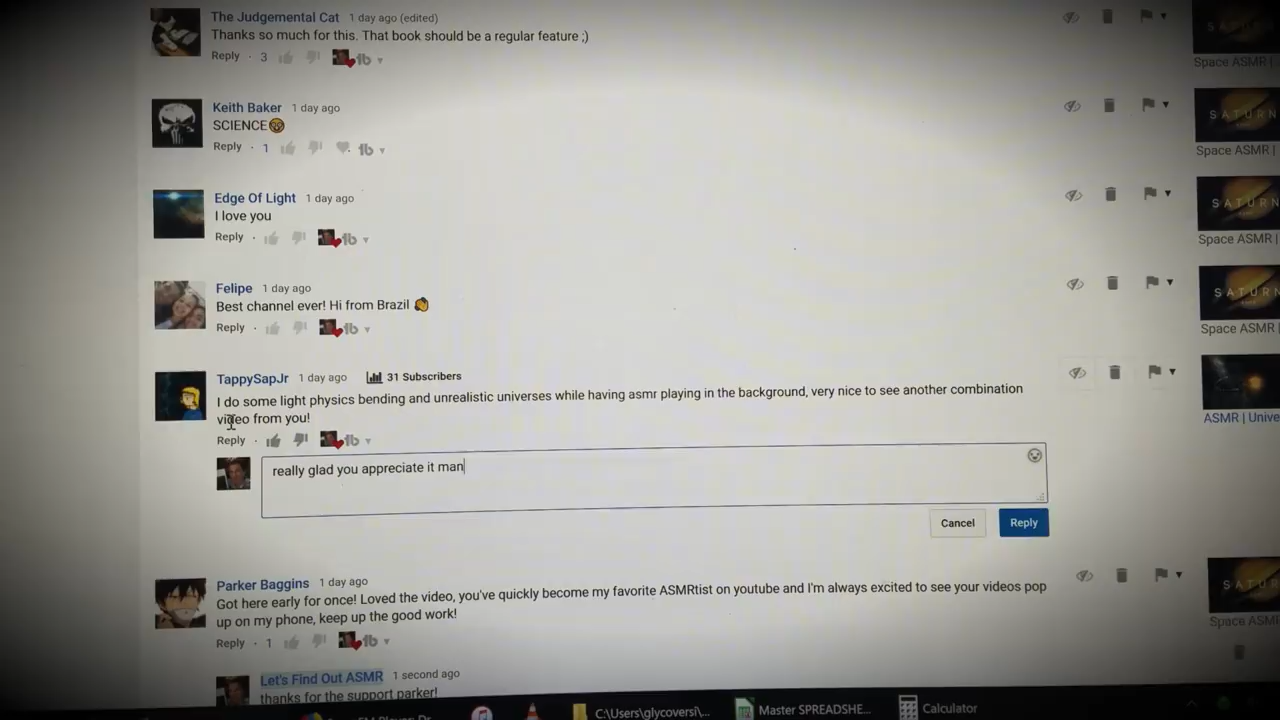 The Judgemental Cat 1 day ago (edited)
Thanks so much for this. That book should be a regular feature ;)
Reply · 3
Space ASMR |
Keith Baker 1 day ago
SCIENCE
Reply · 1
SATURN
Space ASMR |
Edge Of Light 1 day ago
I love you
Reply ·
SATURN
Space ASMR |
Felipe 1 day ago
Best channel ever! Hi from Brazil
Reply ·
SATURN
Space ASMR |
TappySapJr 1 day ago 31 Subscribers
I do some light physics bending and unrealistic universes while having asmr playing in the background, very nice to see another combination
video from you!
Reply ·
ASMR | Unive
really glad you appreciate it man
Cancel Reply
Parker Baggins 1 day ago
Got here early for once! Loved the video, you've quickly become my favorite ASMRtist on youtube and I'm always excited to see your videos pop
up on my phone, keep up the good work!
Reply · 1
SATU
Space ASM
Let's Find Out ASMR 1 second ago
thanks for the support parker!
C:\Users\glycoversi\... Master SPREADSHE... Calculator